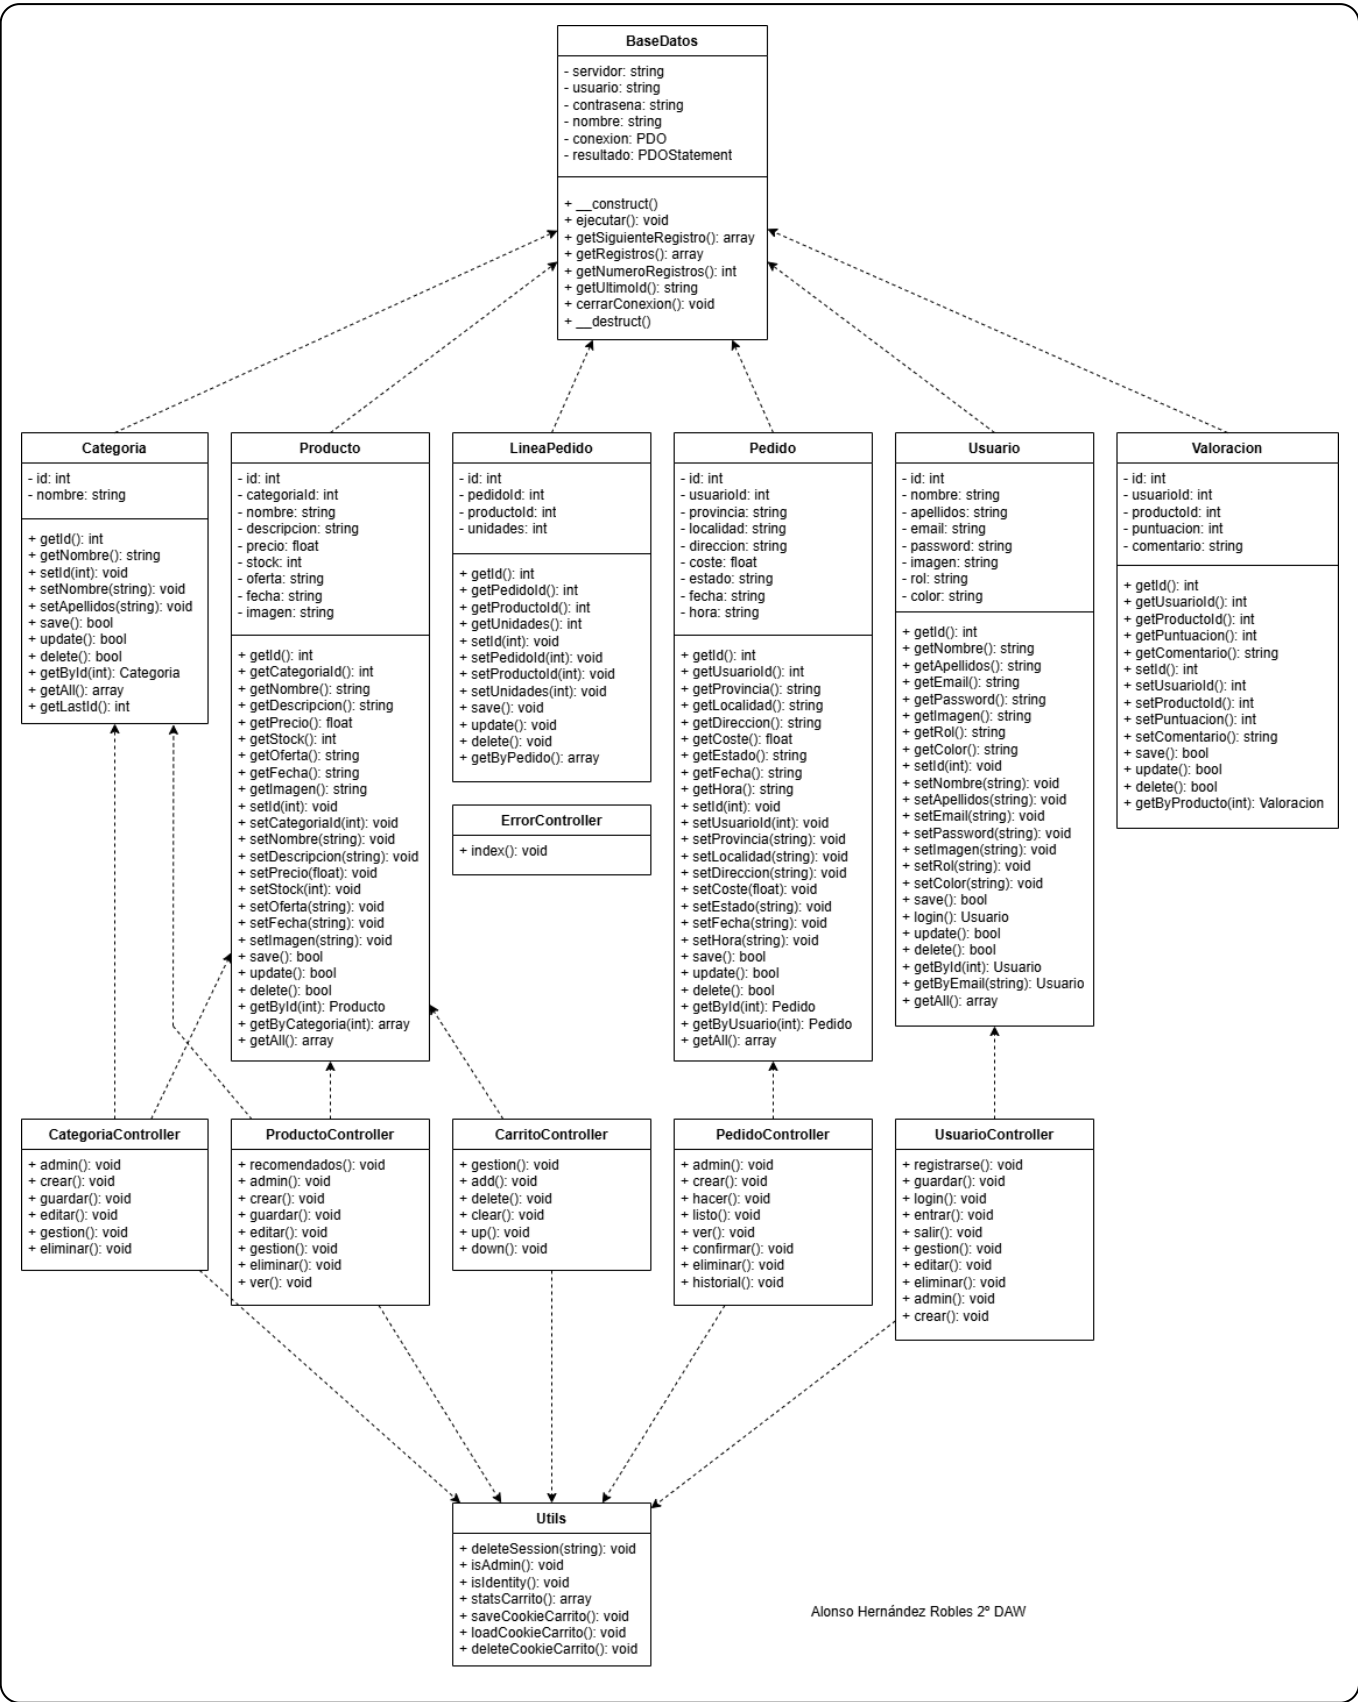 BaseDatos
- servidor: string
- usuario: string
- contrasena: string
- nombre: string
- conexion: PDO
- resultado: PDOStatement
+ __construct()
+ ejecutar(): void
+ getSiguienteRegistro(): array
+ getRegistros(): array
+ getNumeroRegistros(): int
+ getUltimoId(): string
+ cerrarConexion(): void
+ __destruct()
Categoria
- id: int
- nombre: string
+ getId(): int
+ getNombre(): string
+ setId(int): void
+ setNombre(string): void
+ setApellidos(string): void
+ save(): bool
+ update(): bool
+ delete(): bool
+ getById(int): Categoria
+ getAll(): array
+ getLastId(): int
Producto
- id: int
- categoriaId: int
- nombre: string
- descripcion: string
- precio: float
- stock: int
- oferta: string
- fecha: string
- imagen: string
+ getId(): int
+ getCategoriaId(): int
+ getNombre(): string
+ getDescripcion(): string
+ getPrecio(): float
+ getStock(): int
+ getOferta(): string
+ getFecha(): string
+ getImagen(): string
+ setId(int): void
+ setCategoriaId(int): void
+ setNombre(string): void
+ setDescripcion(string): void
+ setPrecio(float): void
+ setStock(int): void
+ setOferta(string): void
+ setFecha(string): void
+ setImagen(string): void
+ save(): bool
+ update(): bool
+ delete(): bool
+ getById(int): Producto
+ getByCategoria(int): array
+ getAll(): array
LineaPedido
- id: int
- pedidoId: int
- productoId: int
- unidades: int
+ getId(): int
+ getPedidoId(): int
+ getProductoId(): int
+ getUnidades(): int
+ setId(int): void
+ setPedidoId(int): void
+ setProductoId(int): void
+ setUnidades(int): void
+ save(): void
+ update(): void
+ delete(): void
+ getByPedido(): array
ErrorController
+ index(): void
Pedido
- id: int
- usuarioId: int
- provincia: string
- localidad: string
- direccion: string
- coste: float
- estado: string
- fecha: string
- hora: string
+ getId(): int
+ getUsuarioId(): int
+ getProvincia(): string
+ getLocalidad(): string
+ getDireccion(): string
+ getCoste(): float
+ getEstado(): string
+ getFecha(): string
+ getHora(): string
+ setId(int): void
+ setUsuarioId(int): void
+ setProvincia(string): void
+ setLocalidad(string): void
+ setDireccion(string): void
+ setCoste(float): void
+ setEstado(string): void
+ setFecha(string): void
+ setHora(string): void
+ save(): bool
+ update(): bool
+ delete(): bool
+ getById(int): Pedido
+ getByUsuario(int): Pedido
+ getAll(): array
Usuario
- id: int
- nombre: string
- apellidos: string
- email: string
- password: string
- imagen: string
- rol: string
- color: string
+ getId(): int
+ getNombre(): string
+ getApellidos(): string
+ getEmail(): string
+ getPassword(): string
+ getImagen(): string
+ getRol(): string
+ getColor(): string
+ setId(int): void
+ setNombre(string): void
+ setApellidos(string): void
+ setEmail(string): void
+ setPassword(string): void
+ setImagen(string): void
+ setRol(string): void
+ setColor(string): void
+ save(): bool
+ login(): Usuario
+ update(): bool
+ delete(): bool
+ getById(int): Usuario
+ getByEmail(string): Usuario
+ getAll(): array
Valoracion
- id: int
- usuarioId: int
- productoId: int
- puntuacion: int
- comentario: string
+ getId(): int
+ getUsuarioId(): int
+ getProductoId(): int
+ getPuntuacion(): int
+ getComentario(): string
+ setId(): int
+ setUsuarioId(): int
+ setProductoId(): int
+ setPuntuacion(): int
+ setComentario(): string
+ save(): bool
+ update(): bool
+ delete(): bool
+ getByProducto(int): Valoracion
CategoriaController
+ admin(): void
+ crear(): void
+ guardar(): void
+ editar(): void
+ gestion(): void
+ eliminar(): void
ProductoController
+ recomendados(): void
+ admin(): void
+ crear(): void
+ guardar(): void
+ editar(): void
+ gestion(): void
+ eliminar(): void
+ ver(): void
CarritoController
+ gestion(): void
+ add(): void
+ delete(): void
+ clear(): void
+ up(): void
+ down(): void
PedidoController
+ admin(): void
+ crear(): void
+ hacer(): void
+ listo(): void
+ ver(): void
+ confirmar(): void
+ eliminar(): void
+ historial(): void
UsuarioController
+ registrarse(): void
+ guardar(): void
+ login(): void
+ entrar(): void
+ salir(): void
+ gestion(): void
+ editar(): void
+ eliminar(): void
+ admin(): void
+ crear(): void
Utils
+ deleteSession(string): void
+ isAdmin(): void
+ isIdentity(): void
+ statsCarrito(): array
+ saveCookieCarrito(): void
+ loadCookieCarrito(): void
+ deleteCookieCarrito(): void
Alonso Hernández Robles 2º DAW